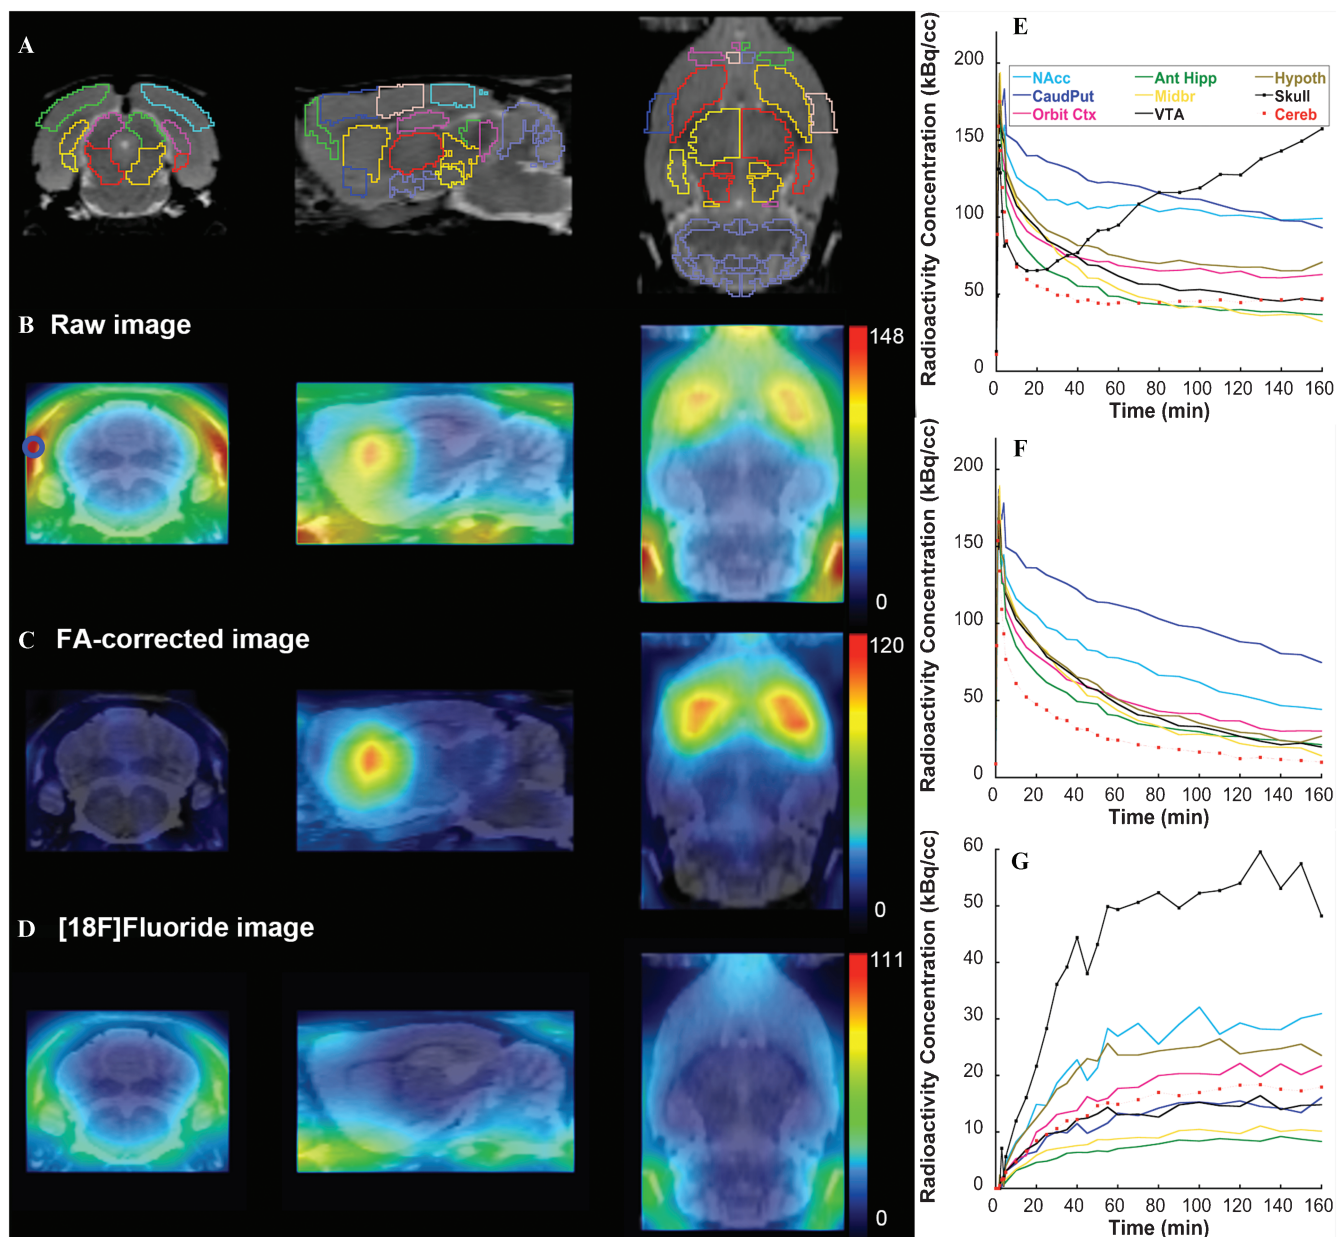 A
B Raw image
148
0
C FA-corrected image
120
0
D [18F]Fluoride image
111
0
E
Radioactivity Concentration (kBq/cc)
200
150
100
50
0
NAcc Ant Hipp Hypoth
CaudPut Midbr Skull
Orbit Ctx VTA Cereb
0 20 40 60 80 100 120 140 160
Time (min)
F
Radioactivity Concentration (kBq/cc)
200
150
100
50
0
0 20 40 60 80 100 120 140 160
Time (min)
G
Radioactivity Concentration (kBq/cc)
60
50
40
30
20
10
0
0 20 40 60 80 100 120 140 160
Time (min)